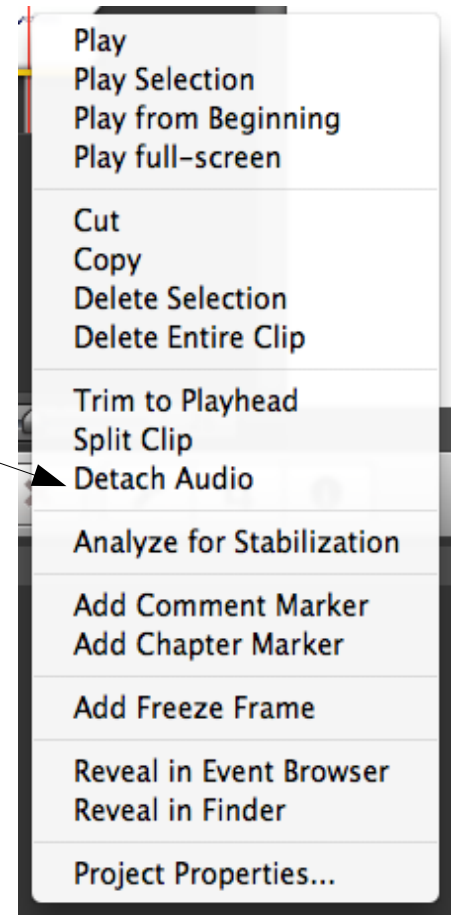 Play
Play Selection
Play from Beginning
Play full-screen
Cut
Copy
Delete Selection
Delete Entire Clip
Trim to Playhead
Split Clip
Detach Audio
Analyze for Stabilization
Add Comment Marker
Add Chapter Marker
Add Freeze Frame
Reveal in Event Browser
Reveal in Finder
Project Properties...